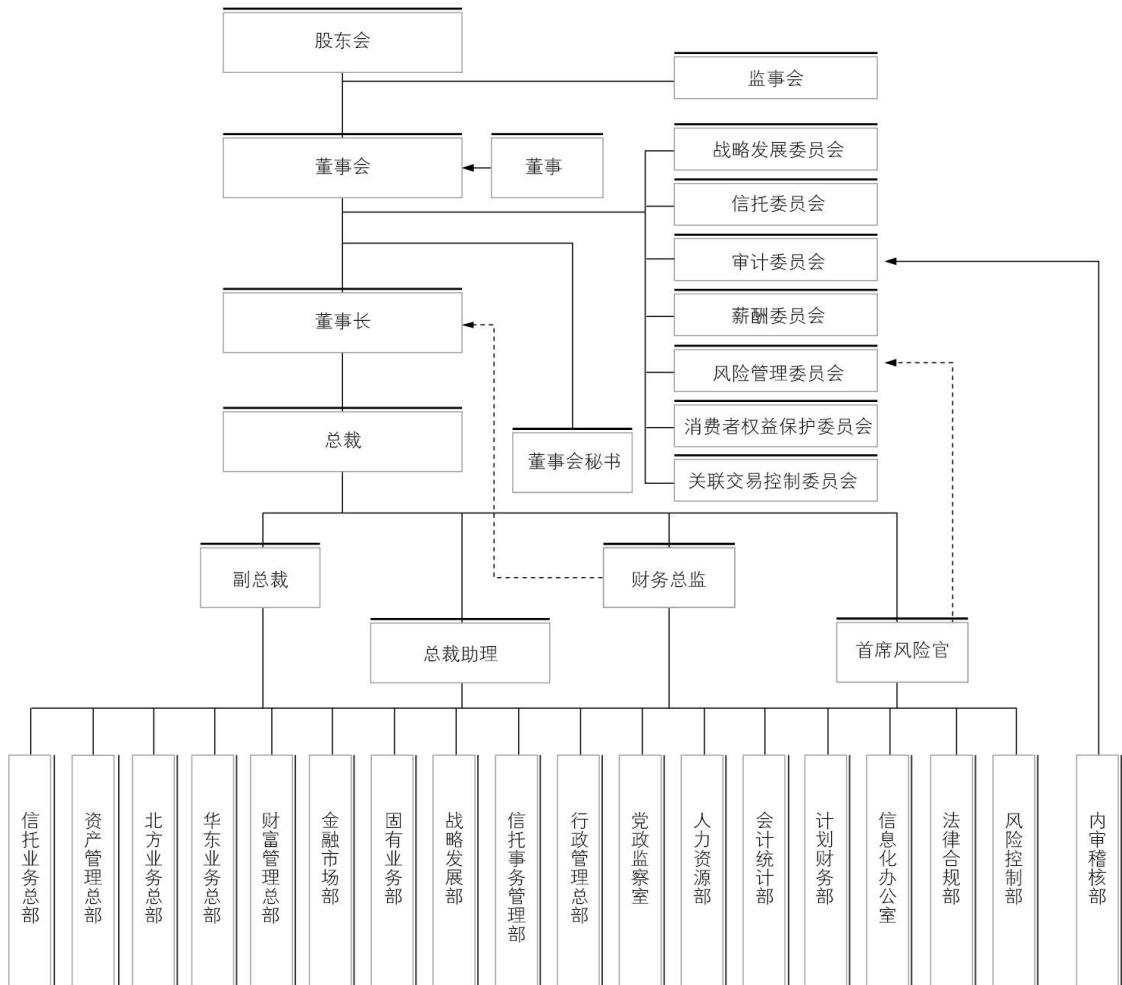 股东会
监事会
董事会
董事
战略发展委员会
信托委员会
审计委员会
薪酬委员会
风险管理委员会
消费者权益保护委员会
关联交易控制委员会
董事长
总裁
董事会秘书
副总裁
财务总监
总裁助理
首席风险官
信托业务总部
资产管理总部
北方业务总部
华东业务总部
财富管理总部
金融市场部
固有业务部
战略发展部
信托事务管理部
行政管理总部
党政监察室
人力资源部
会计统计部
计划财务部
信息化办公室
法律合规部
风险控制部
内审稽核部